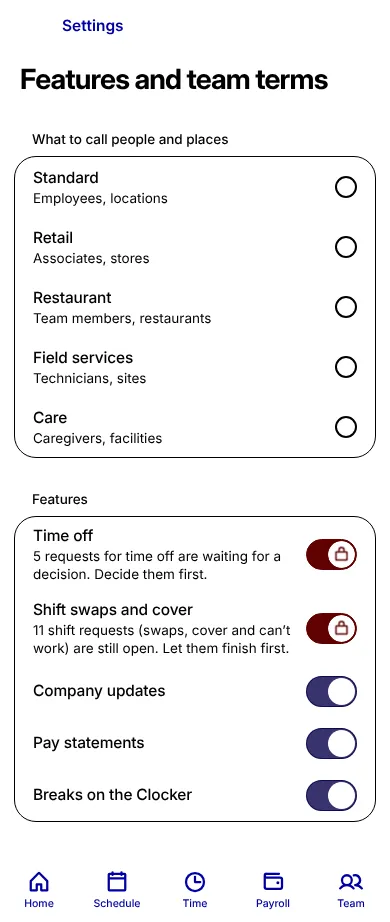 Settings
Features and team terms
What to call people and places
Standard
Employees, locations
Retail
Associates, stores
Restaurant
Team members, restaurants
Field services
Technicians, sites
Care
Caregivers, facilities
Features
Time off
5 requests for time off are waiting for a
decision. Decide them first.
Shift swaps and cover
11 shift requests (swaps, cover and can’t
work) are still open. Let them finish first.
Company updates
Pay statements
Breaks on the Clocker
Home
Schedule
Time
Payroll
Team